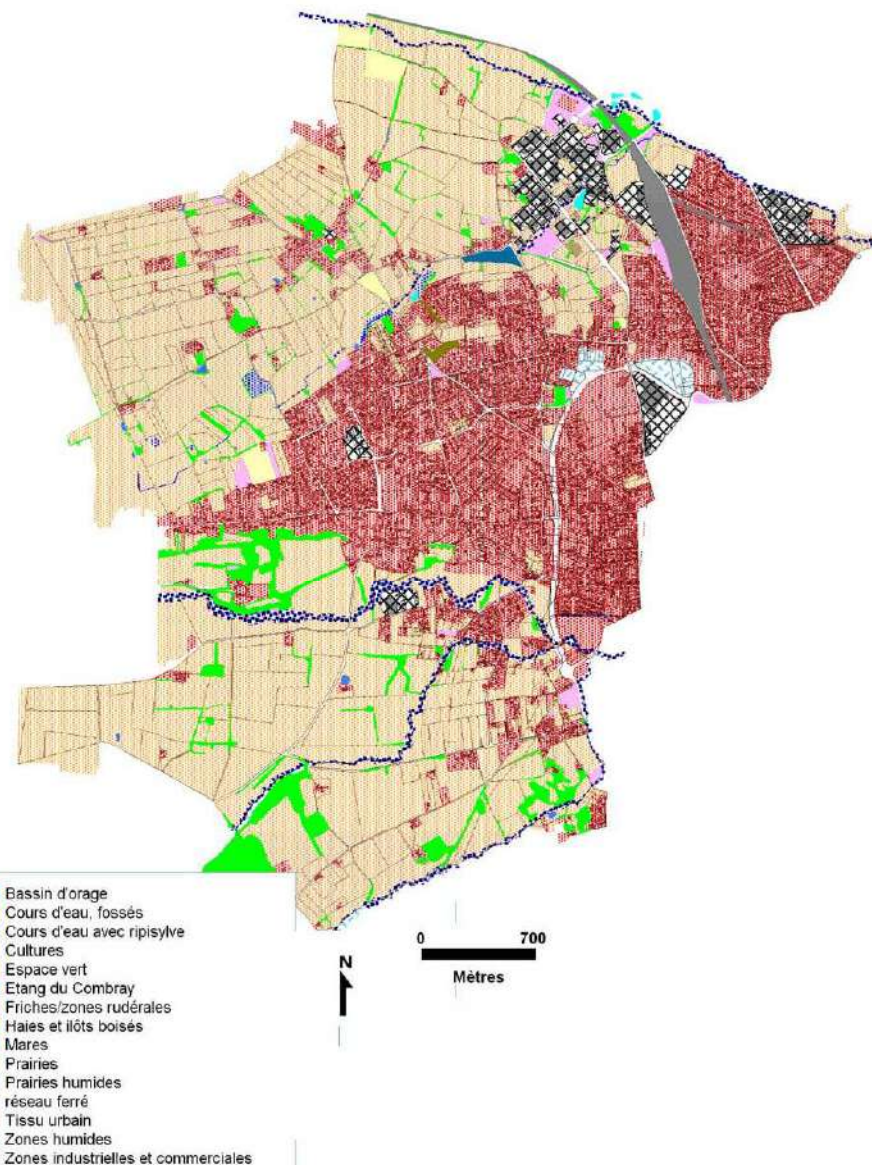 Bassin d'orage
Cours d'eau, fossés
Cours d'eau avec ripisylve
Cultures
Espace vert
Etang du Combray
Friches/zones rudérales
Haies et ilôts boisés
Mares
Prairies
Prairies humides
réseau ferré
Tissu urbain
Zones humides
Zones industrielles et commerciales
N
0 700
Mètres